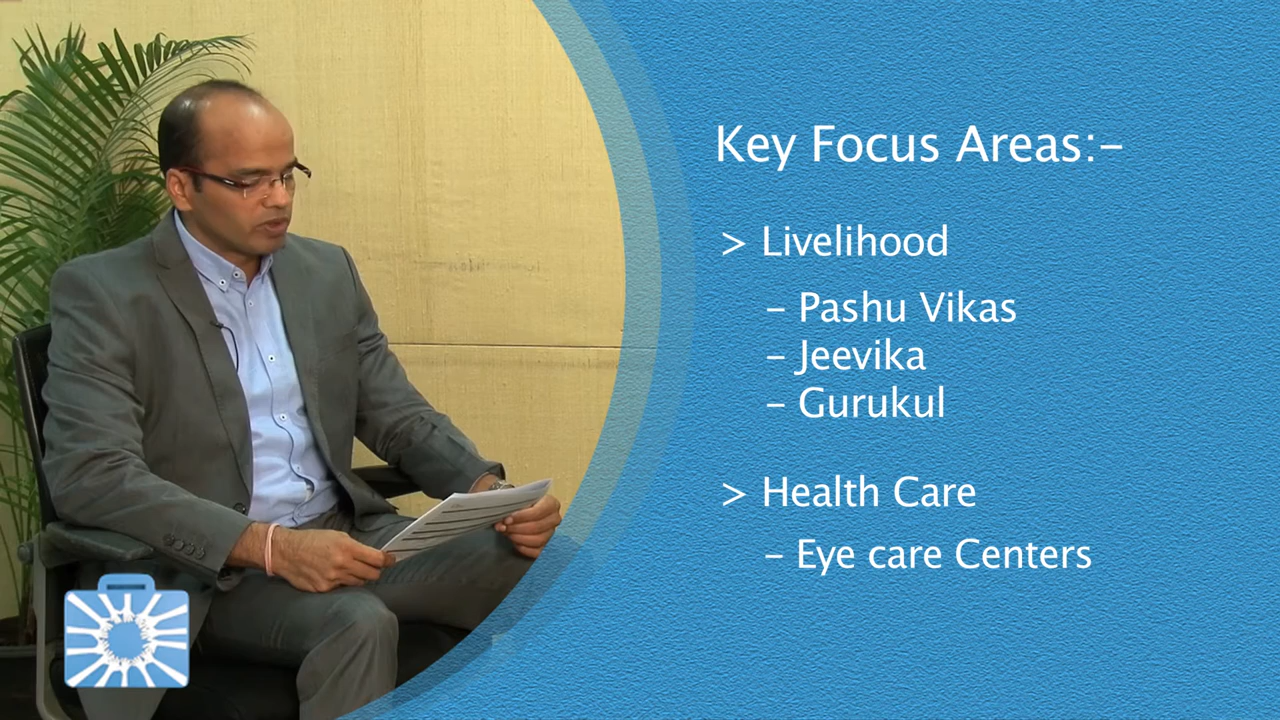 Key Focus Areas:–
> Livelihood
– Pashu Vikas
– Jeevika
– Gurukul
> Health Care
– Eye care Centers